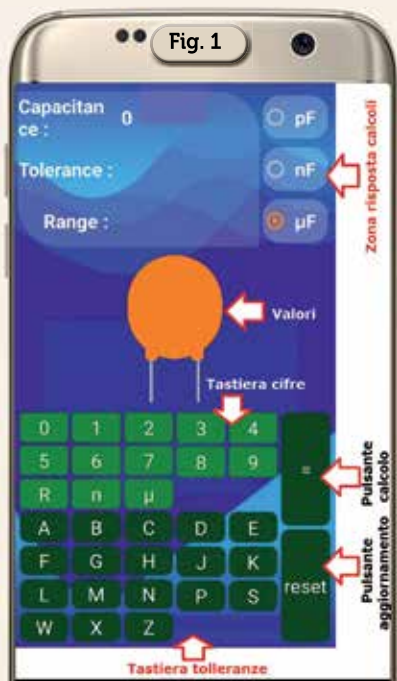 Fig. 1
Capacitan
ce :
0
pF
Tolerance :
nF
Range :
µF
Zona risposta calcoli
Valori
Tastiera cifre
0 1 2 3 4
5 6 7 8 9
=
R n µ
Pulsante
calcolo
A B C D E
F G H J K
L M N P S
reset
W X Z
Pulsante
aggiornamento
Tastiera tolleranze